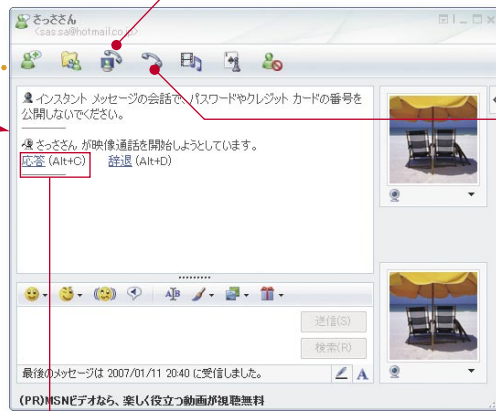 さっさん
<sassa@hotmail.co.jp>
インスタント メッセージの会話で、パスワードやクレジット カードの番号を
公開しないでください。
さっさん が映像通話を開始しようとしています。
応答 (Alt+C) 辞退 (Alt+D)
送信(S)
検索(R)
最後のメッセージは 2007/01/11 20:40 に受信しました。
A
(PR)MSNビデオなら、楽しく役立つ動画が視聴無料